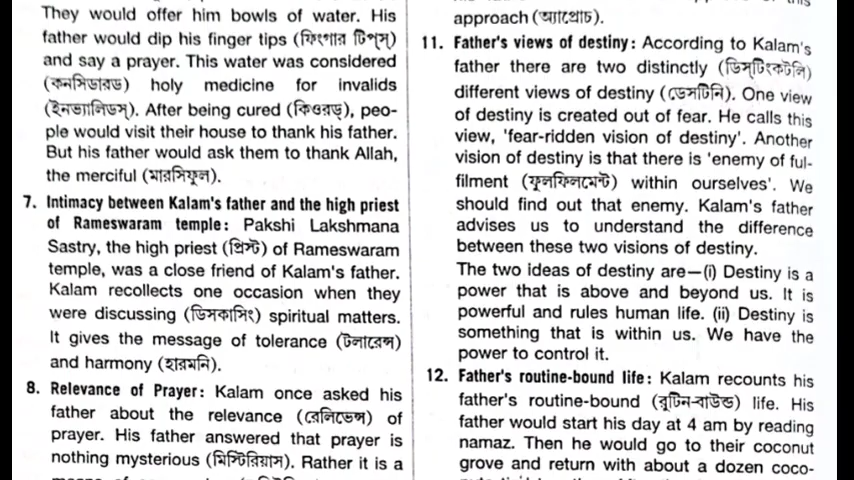 They would offer him bowls of water. His
father would dip his finger tips (ফিংগার টিপ্‌স্)
and say a prayer. This water was considered
(কনসিডারড) holy medicine for invalids
(ইনভ্যালিডস্). After being cured (কিওরড্), peo-
ple would visit their house to thank his father.
But his father would ask them to thank Allah,
the merciful (মারসিফুল).
7. Intimacy between Kalam's father and the high priest
of Rameswaram temple: Pakshi Lakshmana
Sastry, the high priest (প্রিস্ট) of Rameswaram
temple, was a close friend of Kalam's father.
Kalam recollects one occasion when they
were discussing (ডিসকাসিং) spiritual matters.
It gives the message of tolerance (টলারেন্স)
and harmony (হারমনি).
8. Relevance of Prayer: Kalam once asked his
father about the relevance (রেলিভেন্স) of
prayer. His father answered that prayer is
nothing mysterious (মিস্টিরিয়াস). Rather it is a
approach (অ্যাপ্রোচ).
11. Father's views of destiny: According to Kalam's
father there are two distinctly (ডিস্টিংকটলি)
different views of destiny (ডেসটিনি). One view
of destiny is created out of fear. He calls this
view, 'fear-ridden vision of destiny'. Another
vision of destiny is that there is 'enemy of ful-
filment (ফুলফিলমেন্ট) within ourselves'. We
should find out that enemy. Kalam's father
advises us to understand the difference
between these two visions of destiny.
The two ideas of destiny are—(i) Destiny is a
power that is above and beyond us. It is
powerful and rules human life. (ii) Destiny is
something that is within us. We have the
power to control it.
12. Father's routine-bound life: Kalam recounts his
father's routine-bound (রুটিন-বাউন্ড) life. His
father would start his day at 4 am by reading
namaz. Then he would go to their coconut
grove and return with about a dozen coco-